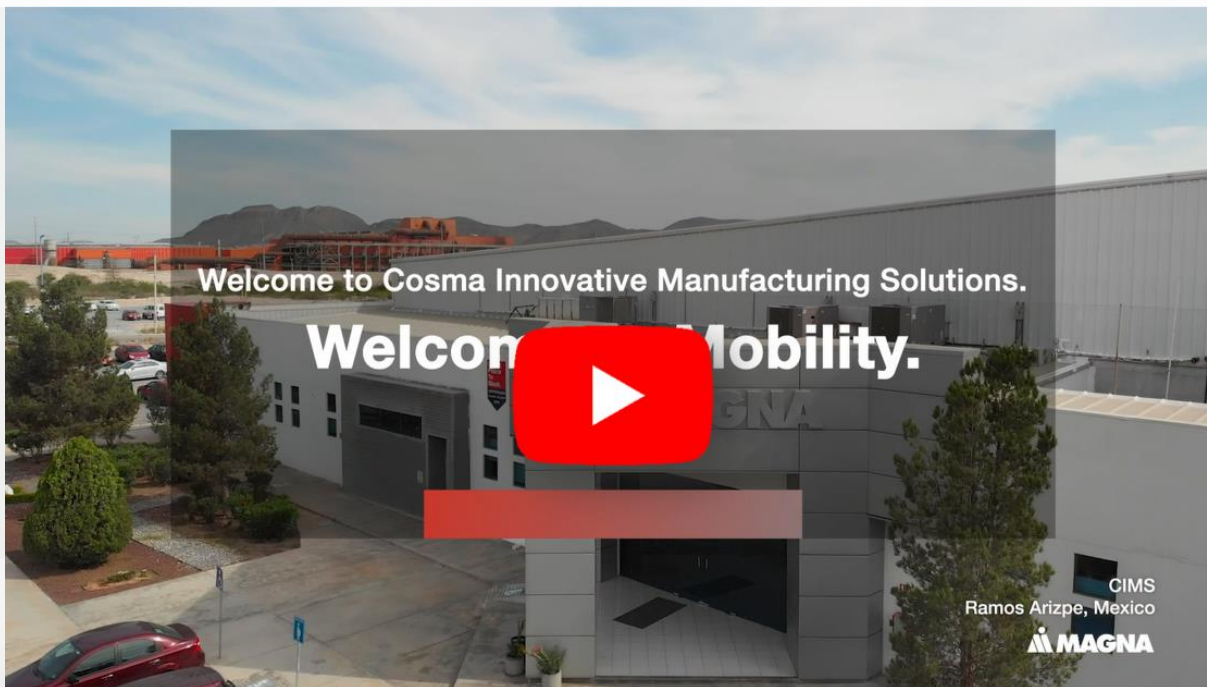 Welcome to Cosma Innovative Manufacturing Solutions.
Mobility.
CIMS
Ramos Arizpe, Mexico
MAGNA